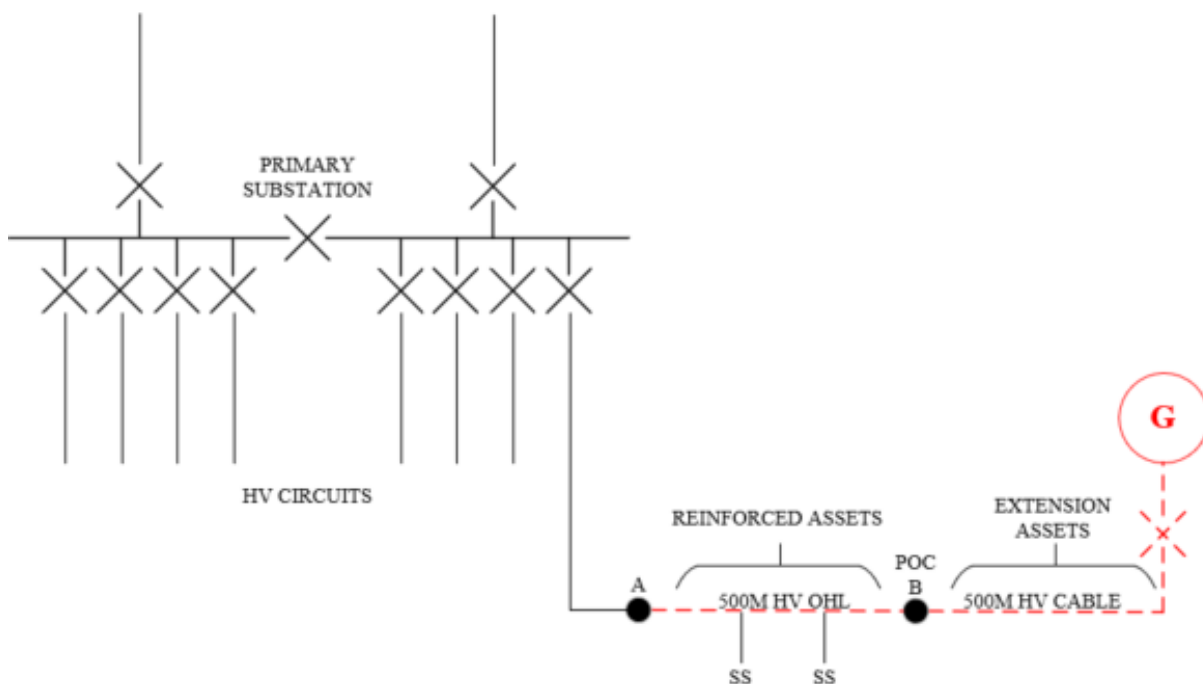 PRIMARY
SUBSTATION
HV CIRCUITS
G
REINFORCED ASSETS
EXTENSION
ASSETS
A
500M HV OHL
POC
B
500M HV CABLE
SS
SS